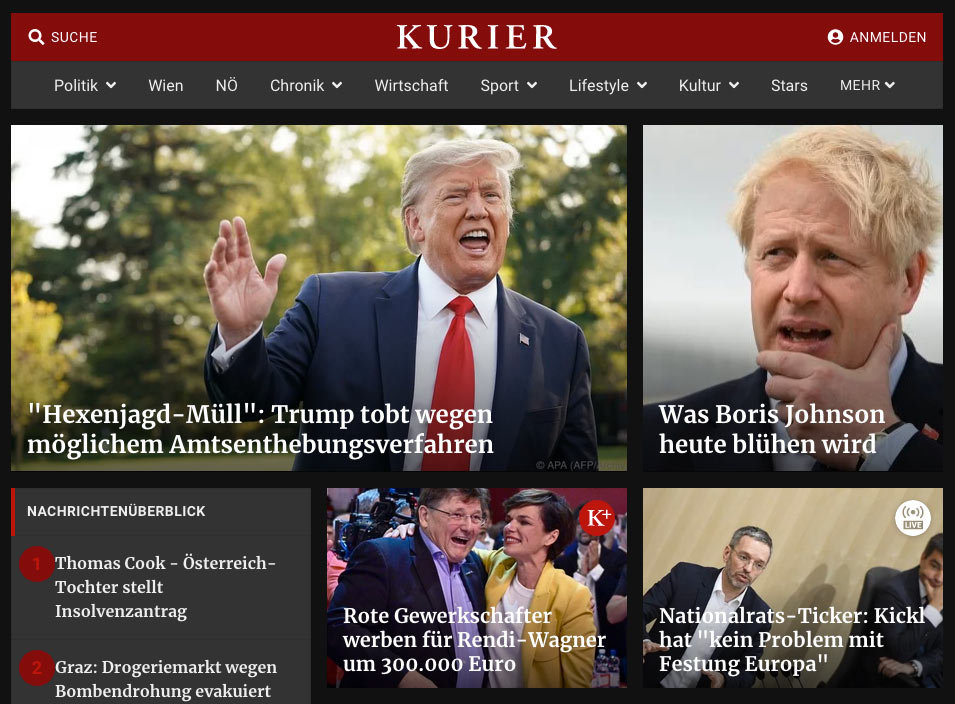 SUCHE
KURIER
ANMELDEN
Politik
Wien
NÖ
Chronik
Wirtschaft
Sport
Lifestyle
Kultur
Stars
MEHR
"Hexenjagd-Müll": Trump tobt wegen
möglichem Amtsenthebungsverfahren
© APA (AFP/
Was Boris Johnson
heute blühen wird
NACHRICHTENÜBERBLICK
1
Thomas Cook - Österreich-
Tochter stellt
Insolvenzantrag
2
Graz: Drogeriemarkt wegen
Bombendrohung evakuiert
K+
Rote Gewerkschafter
werben für Rendi-Wagner
um 300.000 Euro
LIVE
Nationalrats-Ticker: Kickl
hat "kein Problem mit
Festung Europa"